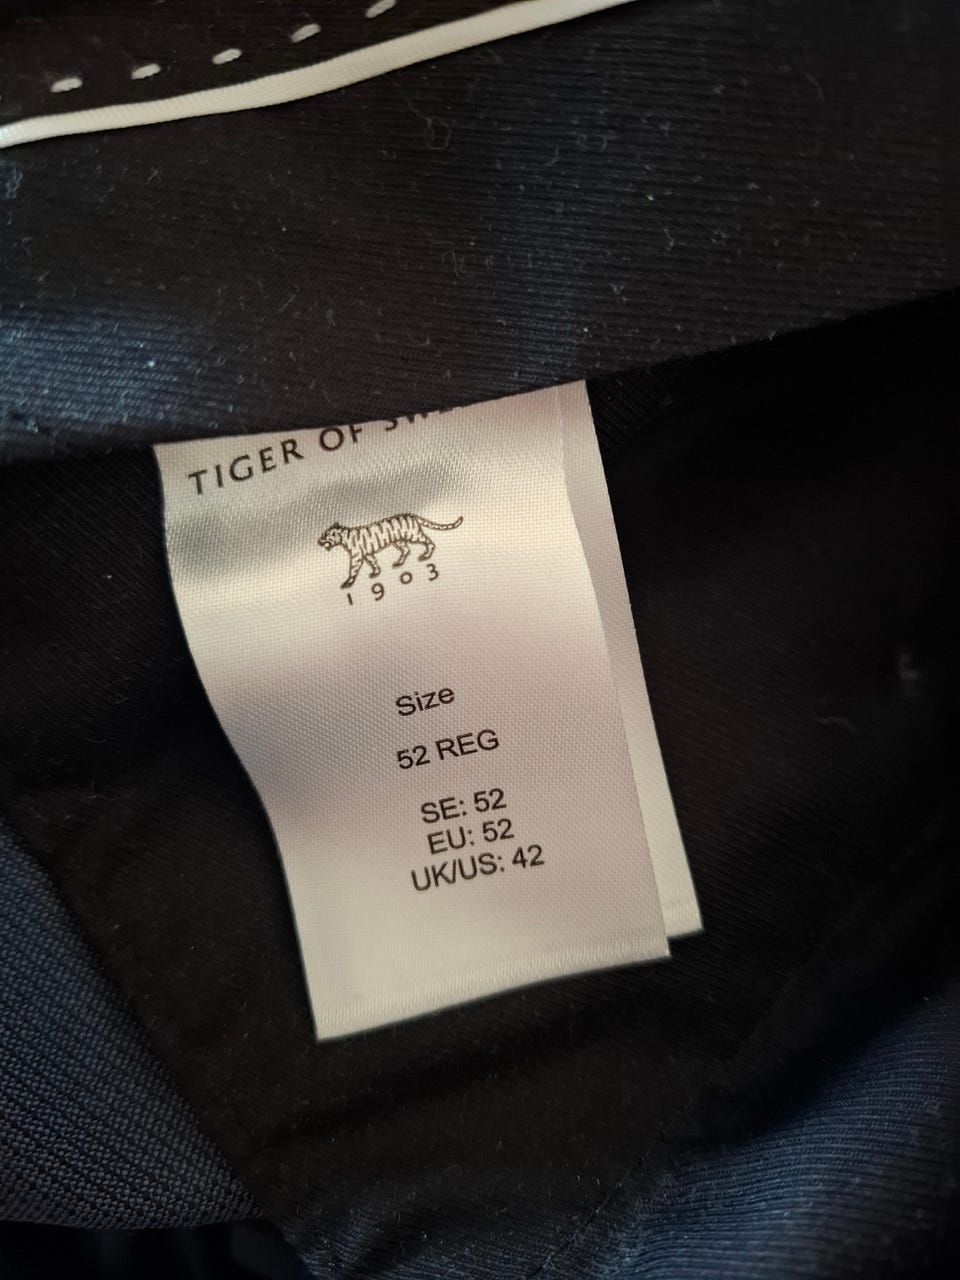 TIGER OF
1903
Size
52 REG
SE: 52
EU: 52
UK/US: 42